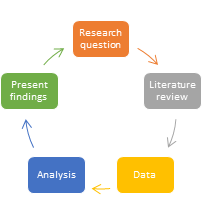 Research
question
Literature
review
Data
Analysis
Present
findings